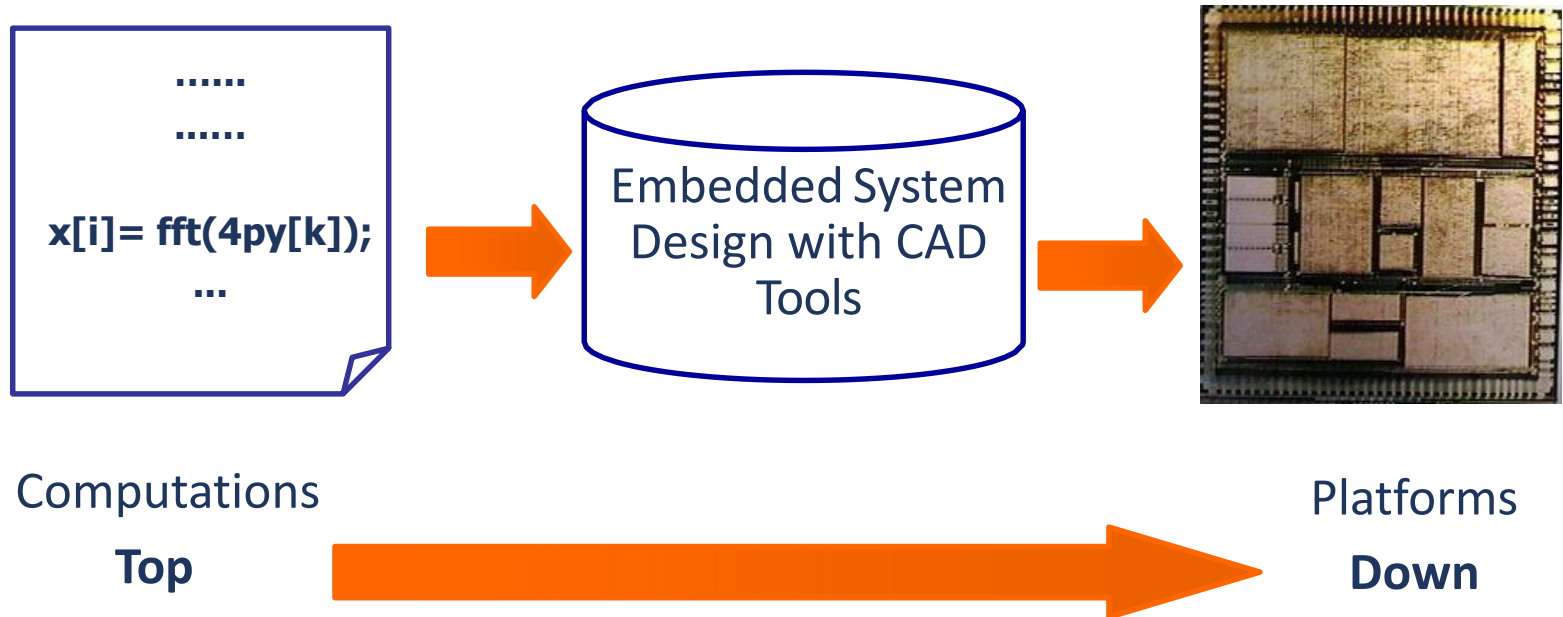 ......
......
x[i]= fft(4py[k]);
...
Embedded System
Design with CAD
Tools
Computations
Top
Platforms
Down